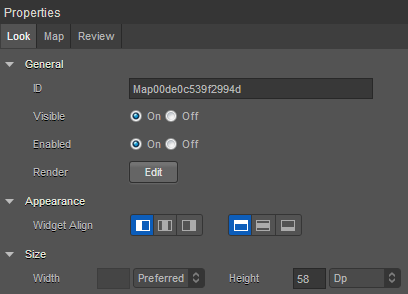 Properties
Look Map Review
General
ID Map00de0c539f2994d
Visible On Off
Enabled On Off
Render Edit
Appearance
Widget Align
Size
Width Preferred Height 58 Dp